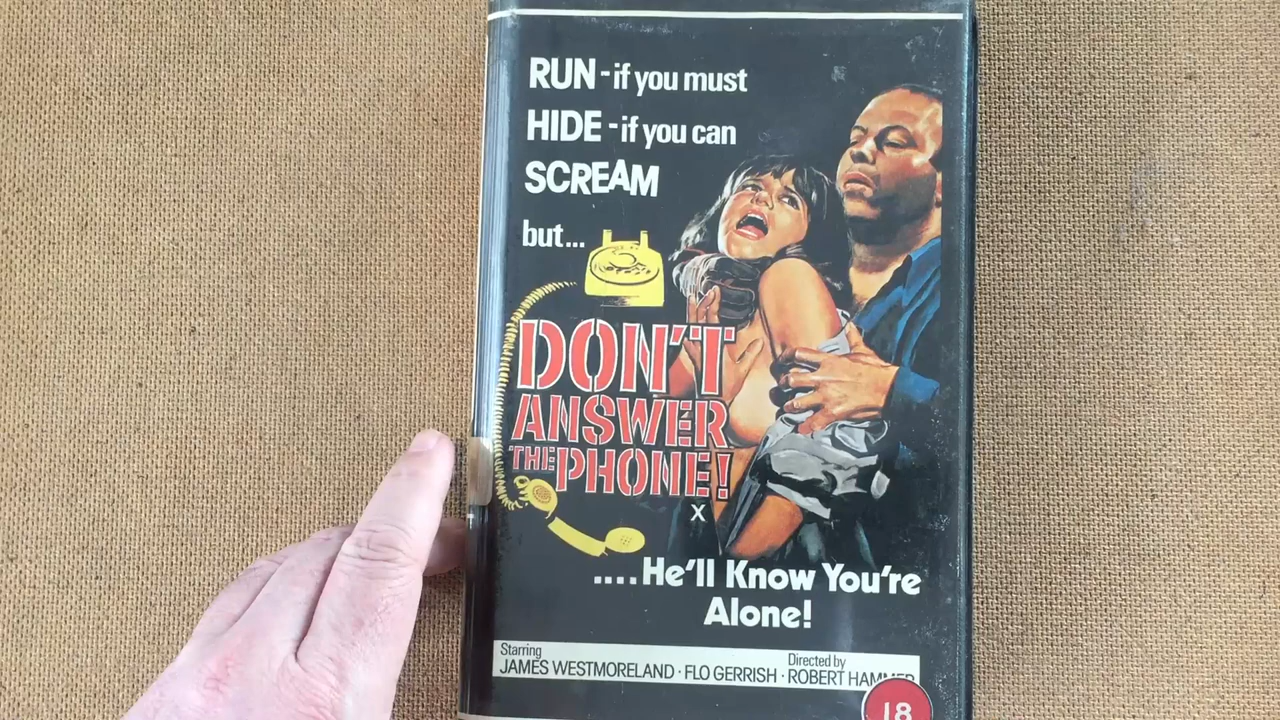 RUN - if you must
HIDE - if you can
SCREAM
but...
DON'T
ANSWER
THE PHONE!
X
....He'll Know You're
Alone!
Starring
JAMES WESTMORELAND · FLO GERRISH ·
Directed by
ROBERT HAMMER
18